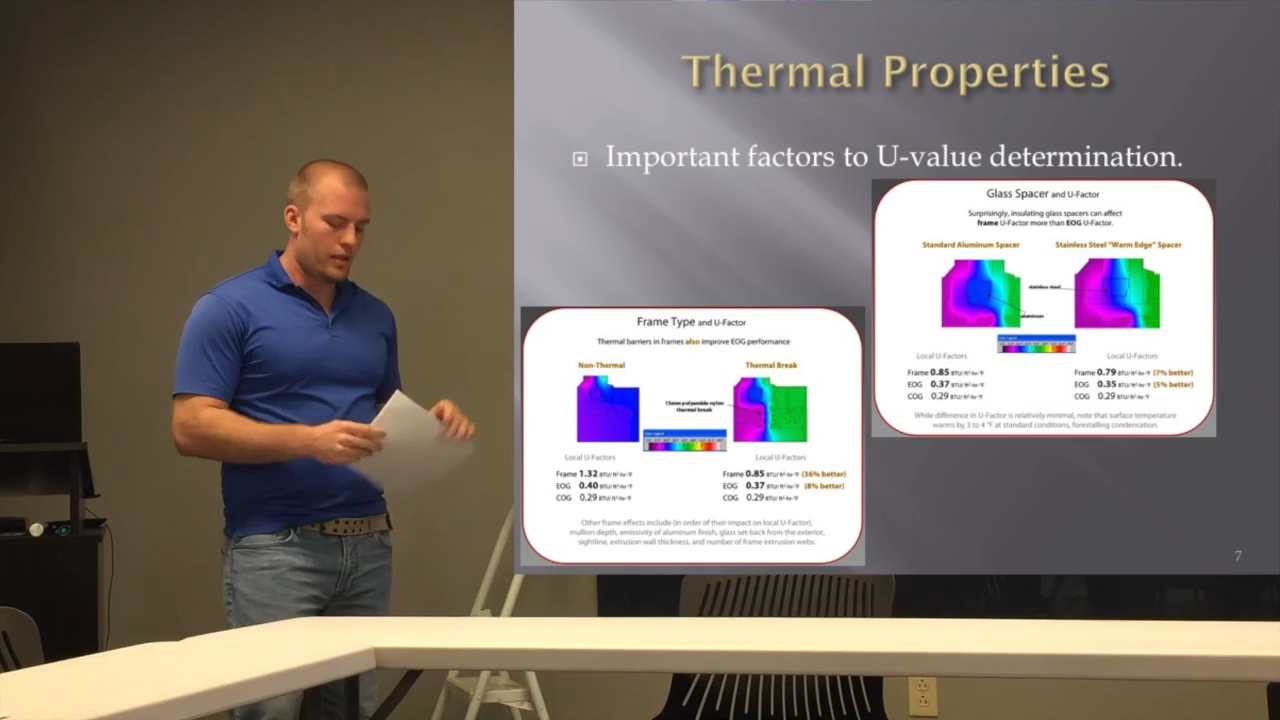 Thermal Properties
Important factors to U-value determination.
Glass Spacer and U-Factor
Surprisingly, insulating glass spacers can affect
frame U-Factor more than EOG U-Factor.
Standard Aluminum Spacer
Stainless Steel "Warm Edge" Spacer
stainless steel
aluminum
Local U-Factors
Local U-Factors
Frame 0.85 BTU/ft²·hr·°F
Frame 0.79 BTU/ft²·hr·°F (7% better)
EOG 0.37 BTU/ft²·hr·°F
EOG 0.35 BTU/ft²·hr·°F (5% better)
COG 0.29 BTU/ft²·hr·°F
COG 0.29 BTU/ft²·hr·°F
While difference in U-Factor is relatively minimal, note that surface temperature
warms by 3 to 4 °F at standard conditions, forestalling condensation.
Frame Type and U-Factor
Thermal barriers in frames also improve EOG performance
Non-Thermal
Thermal Break
15mm polyamide nylon
thermal break
Local U-Factors
Local U-Factors
Frame 1.32 BTU/ft²·hr·°F
Frame 0.85 BTU/ft²·hr·°F (36% better)
EOG 0.40 BTU/ft²·hr·°F
EOG 0.37 BTU/ft²·hr·°F (8% better)
COG 0.29 BTU/ft²·hr·°F
COG 0.29 BTU/ft²·hr·°F
Other frame effects include (in order of their impact on local U-Factor),
mullion depth, emissivity of aluminum finish, glass set-back from the exterior,
sightline, extrusion wall thickness, and number of frame extrusion webs.
7